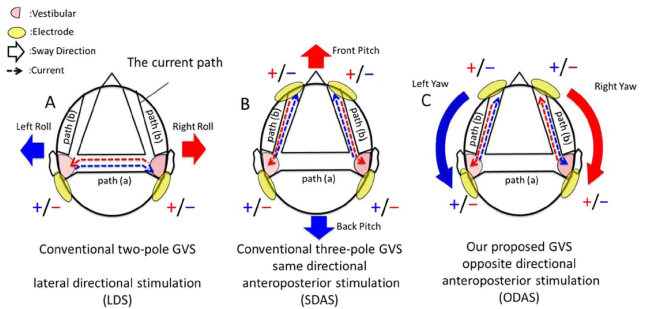 :Vestibular
:Electrode
:Sway Direction
:Current
The current path
A
path (b)
path (b)
Left Roll
Right Roll
path (a)
+/−
+/−
Conventional two-pole GVS
lateral directional stimulation
(LDS)
Front Pitch
+/−
+/−
B
path (b)
path (b)
path (a)
+/−
+/−
Back Pitch
Conventional three-pole GVS
same directional
anteroposterior stimulation
(SDAS)
+/−
+/−
Left Yaw
Right Yaw
C
path (b)
path (b)
path (a)
+/−
+/−
Our proposed GVS
opposite directional
anteroposterior stimulation
(ODAS)